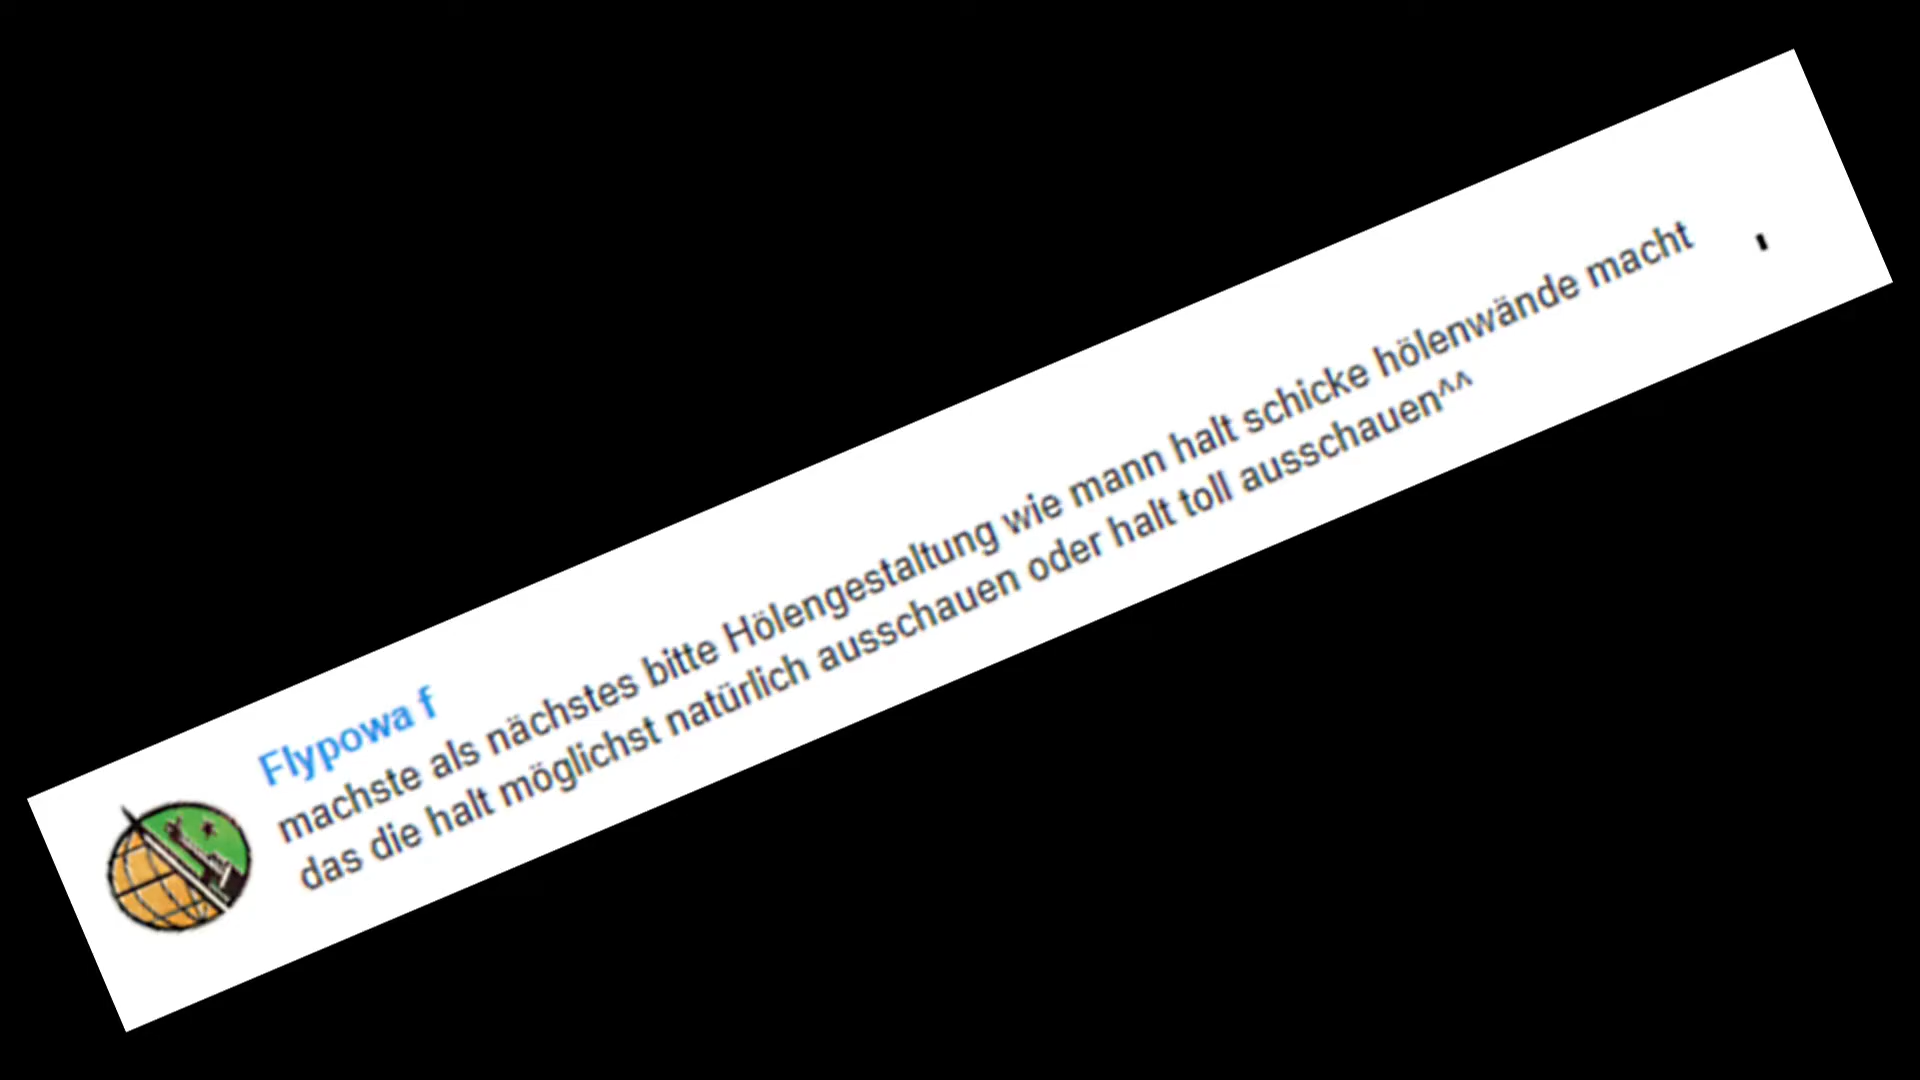 Flypowa f
machste als nächstes bitte Hölengestaltung wie mann halt schicke hölenwände macht
das die halt möglichst natürlich ausschauen oder halt toll ausschauen^^